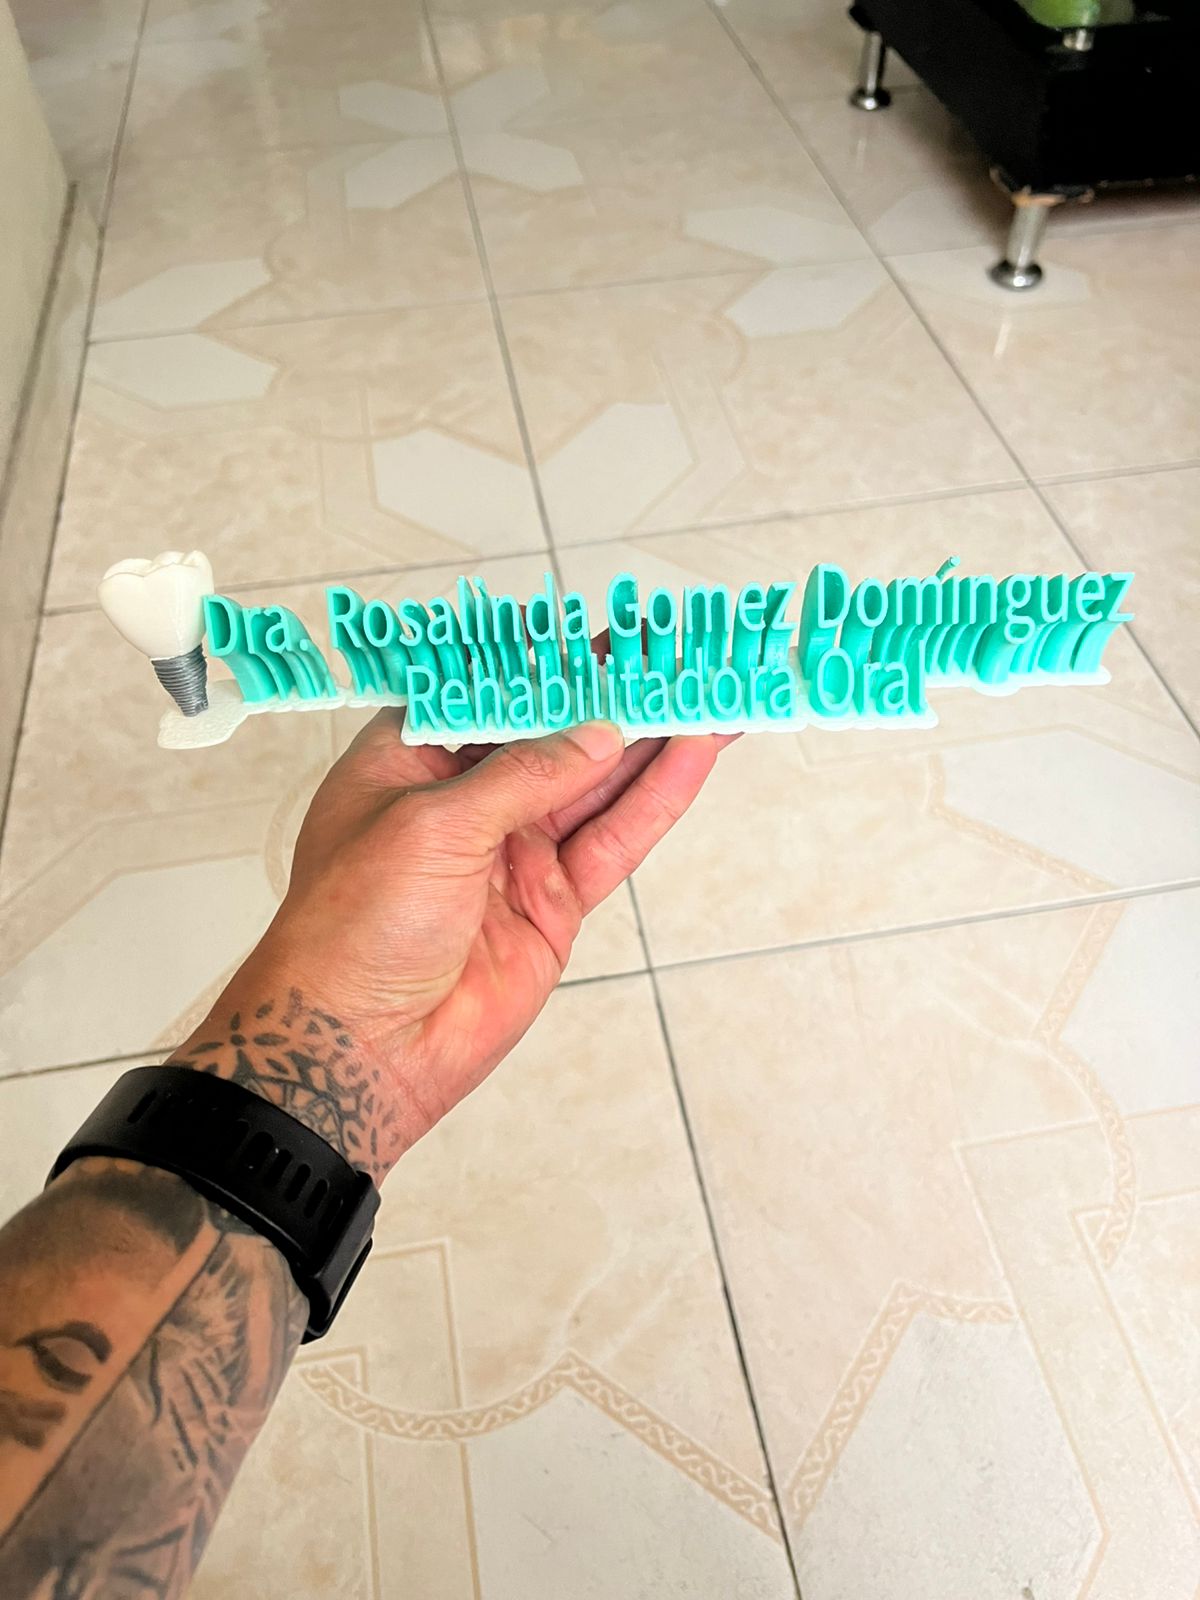 Dra. Rosalinda Gomez Domínguez
Rehabilitadora Oral